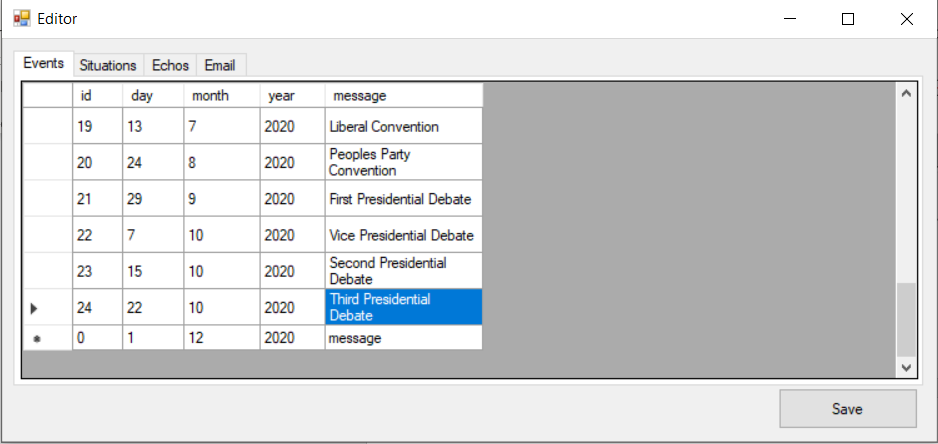 Editor
Events Situations Echos Email
id day month year message
19 13 7 2020 Liberal Convention
20 24 8 2020 Peoples Party
Convention
21 29 9 2020 First Presidential Debate
22 7 10 2020 Vice Presidential Debate
23 15 10 2020 Second Presidential
Debate
24 22 10 2020 Third Presidential
Debate
0 1 12 2020 message
Save